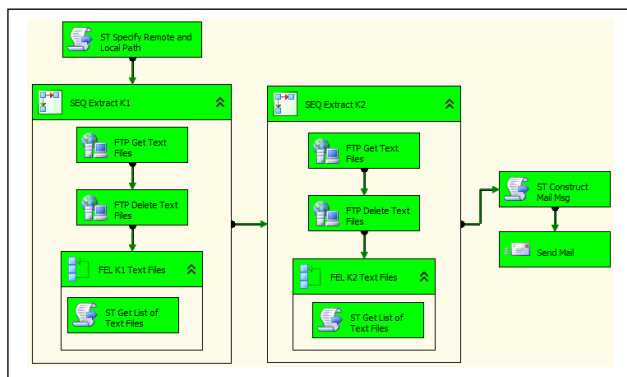 ST Specify Remote and
Local Path
SEQ Extract K1
FTP Get Text
Files
FTP Delete Text
Files
FEL K1 Text Files
ST Get List of
Text Files
SEQ Extract K2
FTP Get Text
Files
FTP Delete Text
Files
FEL K2 Text Files
ST Get List of
Text Files
ST Construct
Mail Msg
Send Mail